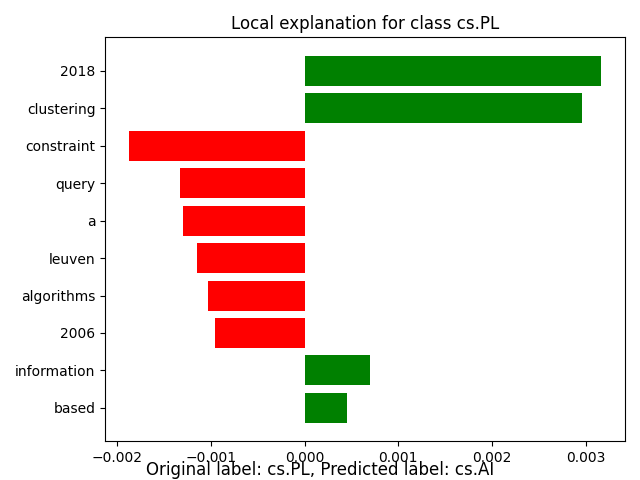 Local explanation for class cs.PL
2018
clustering
constraint
query
a
leuven
algorithms
2006
information
based
−0.002 −0.001 0.000 0.001 0.002 0.003
Original label: cs.PL, Predicted label: cs.AI